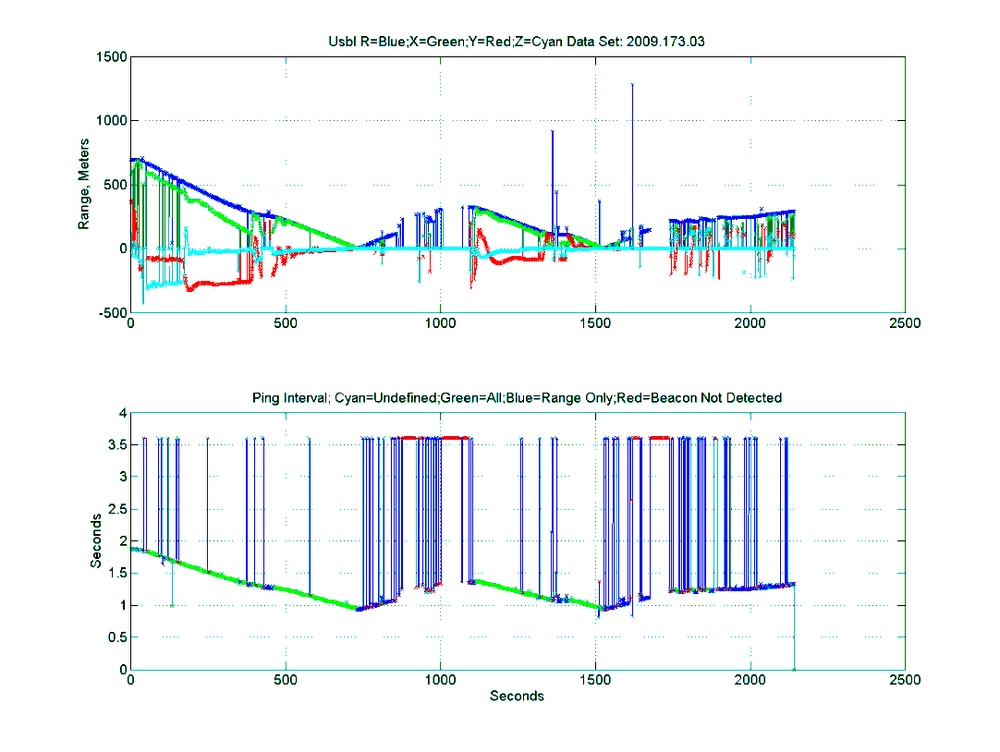 Usbl R=Blue;X=Green;Y=Red;Z=Cyan Data Set: 2009.173.03
1500
1000
500
0
-500
Range, Meters
0 500 1000 1500 2000 2500
Ping Interval; Cyan=Undefined;Green=All;Blue=Range Only;Red=Beacon Not Detected
4
3.5
3
2.5
2
1.5
1
0.5
0
Seconds
0 500 1000 1500 2000 2500
Seconds